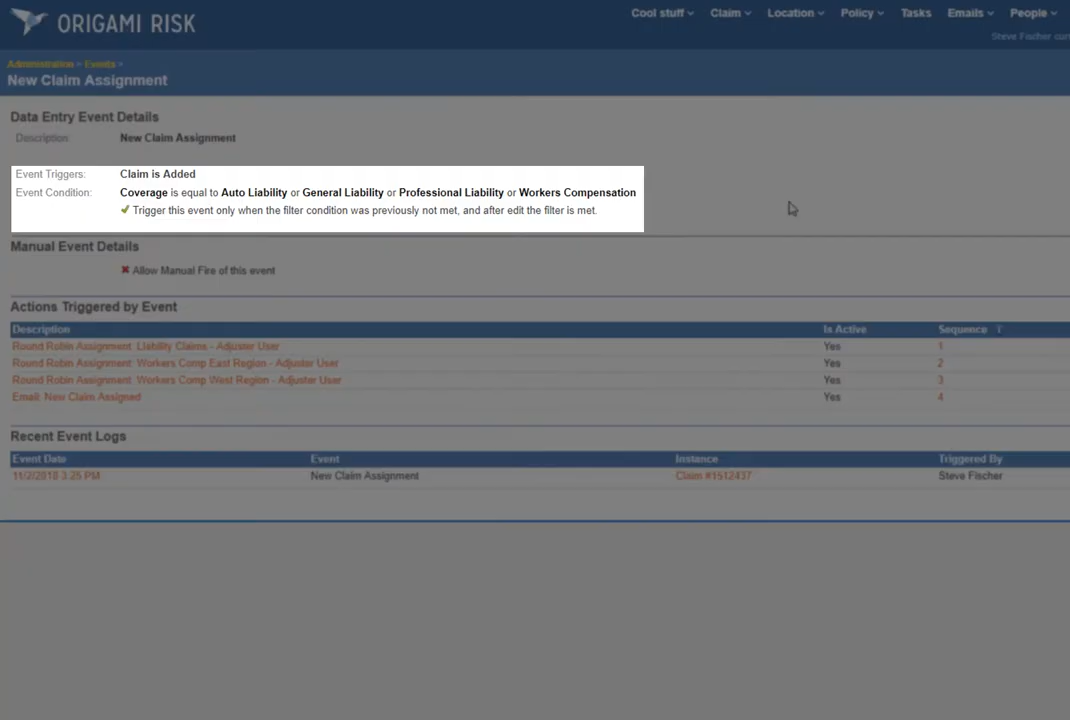 ORIGAMI RISK
Cool stuff Claim Location Policy Tasks Emails People
Steve Fischer
Administration Events
New Claim Assignment
Data Entry Event Details
Description: New Claim Assignment
Event Triggers: Claim is Added
Event Condition: Coverage is equal to Auto Liability or General Liability or Professional Liability or Workers Compensation
Trigger this event only when the filter condition was previously not met, and after edit the filter is met.
Manual Event Details
Allow Manual Fire of this event
Actions Triggered by Event
Description Is Active Sequence
Round Robin Assignment: Liability Claims - Adjuster User Yes 1
Round Robin Assignment: Workers Comp East Region - Adjuster User Yes 2
Round Robin Assignment: Workers Comp West Region - Adjuster User Yes 3
Email: New Claim Assigned Yes 4
Recent Event Logs
Event Date Event Instance Triggered By
11/2/2018 3:25 PM New Claim Assignment Claim #1512437 Steve Fischer